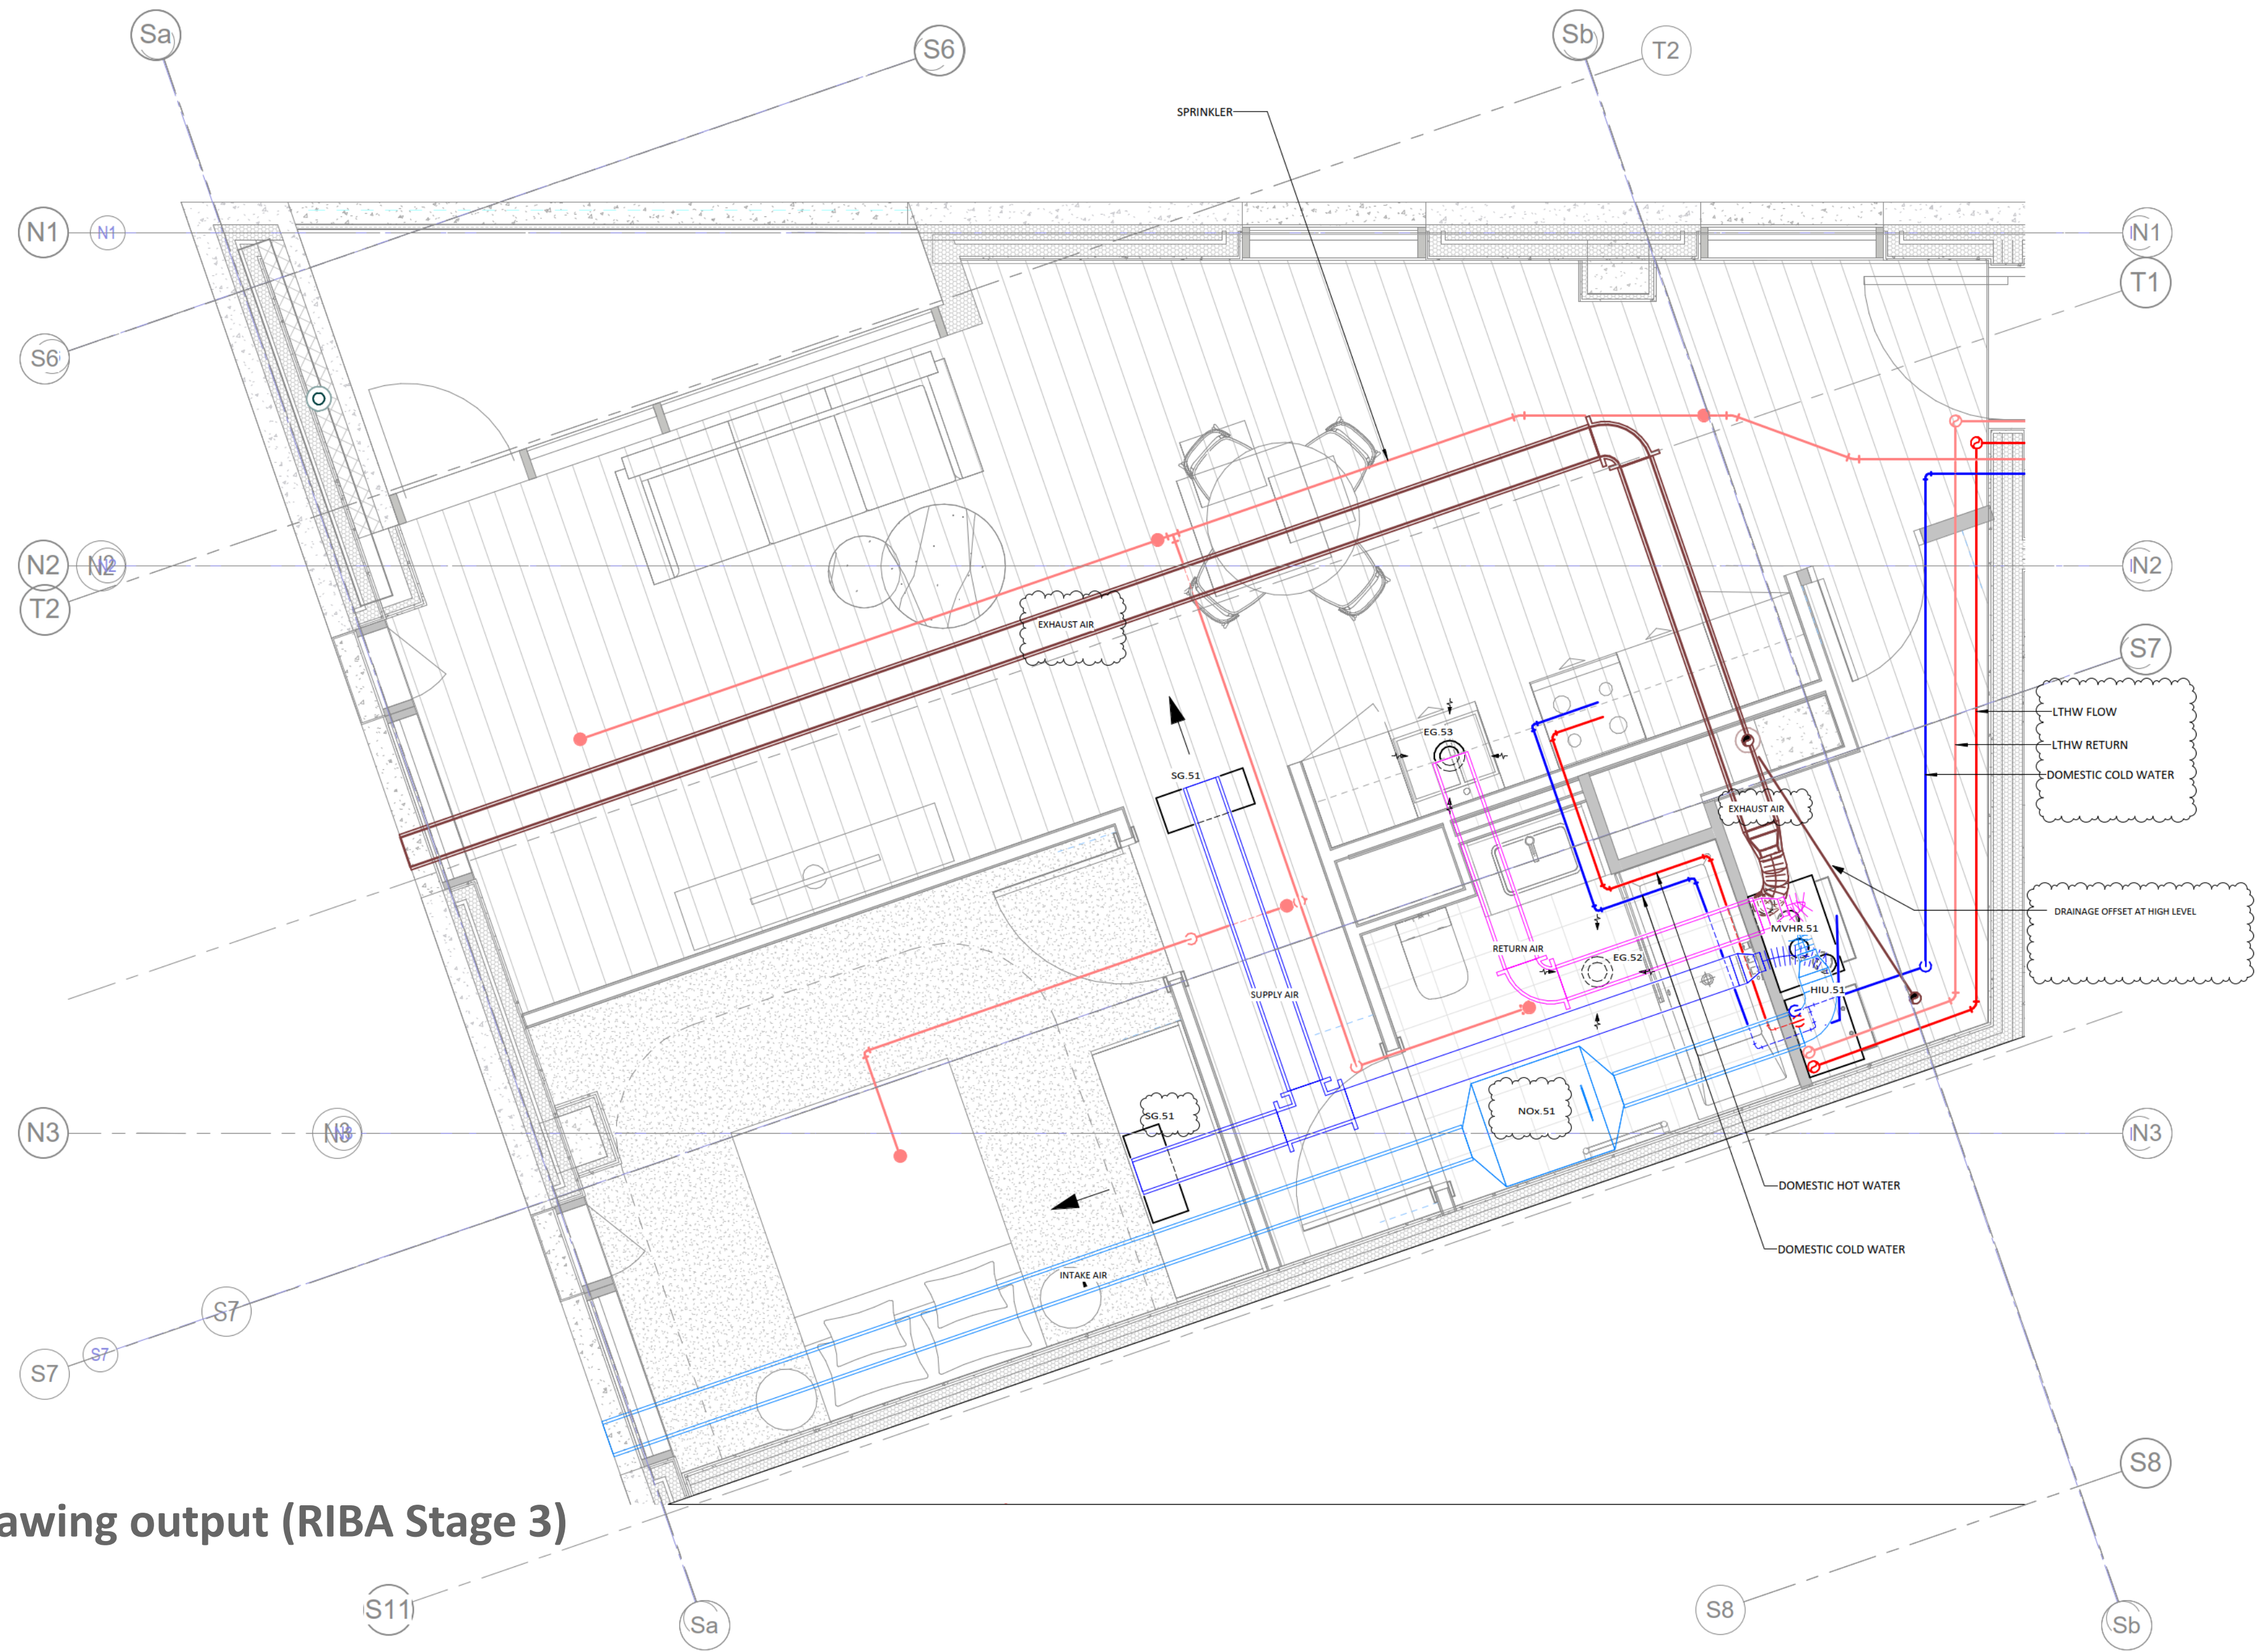 Sa
S6
Sb
T2
SPRINKLER
N1
N1
N1
T1
S6
N2
N2
N2
T2
N2
EXHAUST AIR
S7
LTHW FLOW
LTHW RETURN
DOMESTIC COLD WATER
EG.53
SG.51
EXHAUST AIR
DRAINAGE OFFSET AT HIGH LEVEL
MVHR.51
RETURN AIR
EG.52
SUPPLY AIR
HIU.51
SG.51
NOx.51
N3
N3
N3
N3
DOMESTIC HOT WATER
DOMESTIC COLD WATER
INTAKE AIR
S7
S7
S7
S8
awing output (RIBA Stage 3)
S11
Sa
S8
Sb